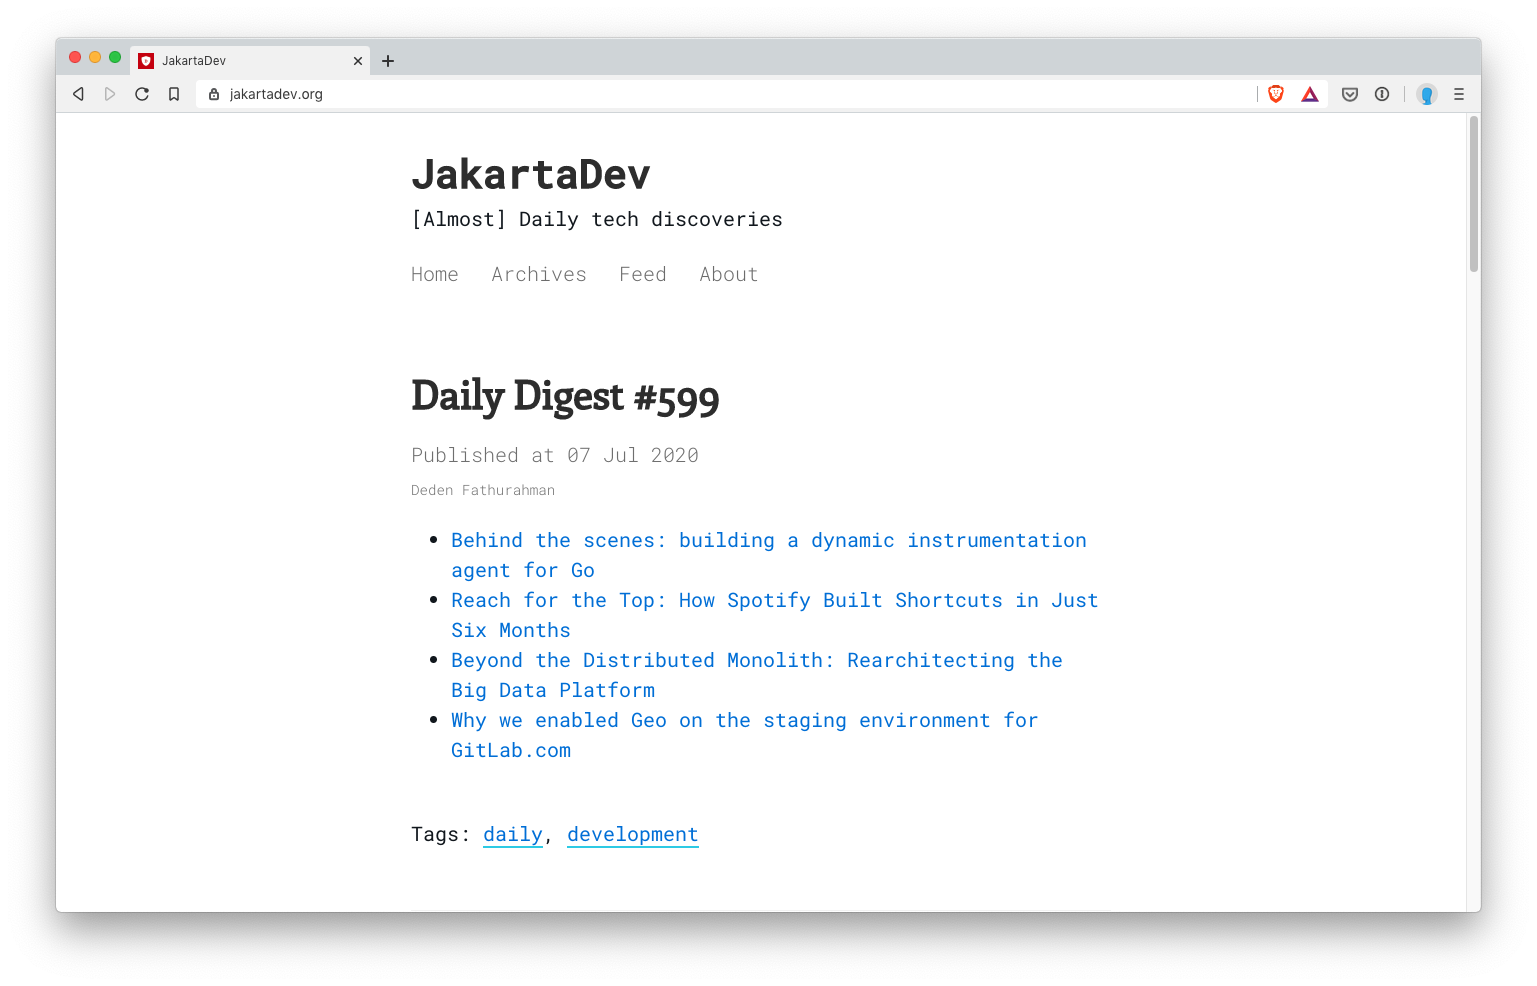 JakartaDev
jakartadev.org
JakartaDev
[Almost] Daily tech discoveries
Home Archives Feed About
Daily Digest #599
Published at 07 Jul 2020
Deden Fathurahman
Behind the scenes: building a dynamic instrumentation
agent for Go
Reach for the Top: How Spotify Built Shortcuts in Just
Six Months
Beyond the Distributed Monolith: Rearchitecting the
Big Data Platform
Why we enabled Geo on the staging environment for
GitLab.com
Tags: daily, development